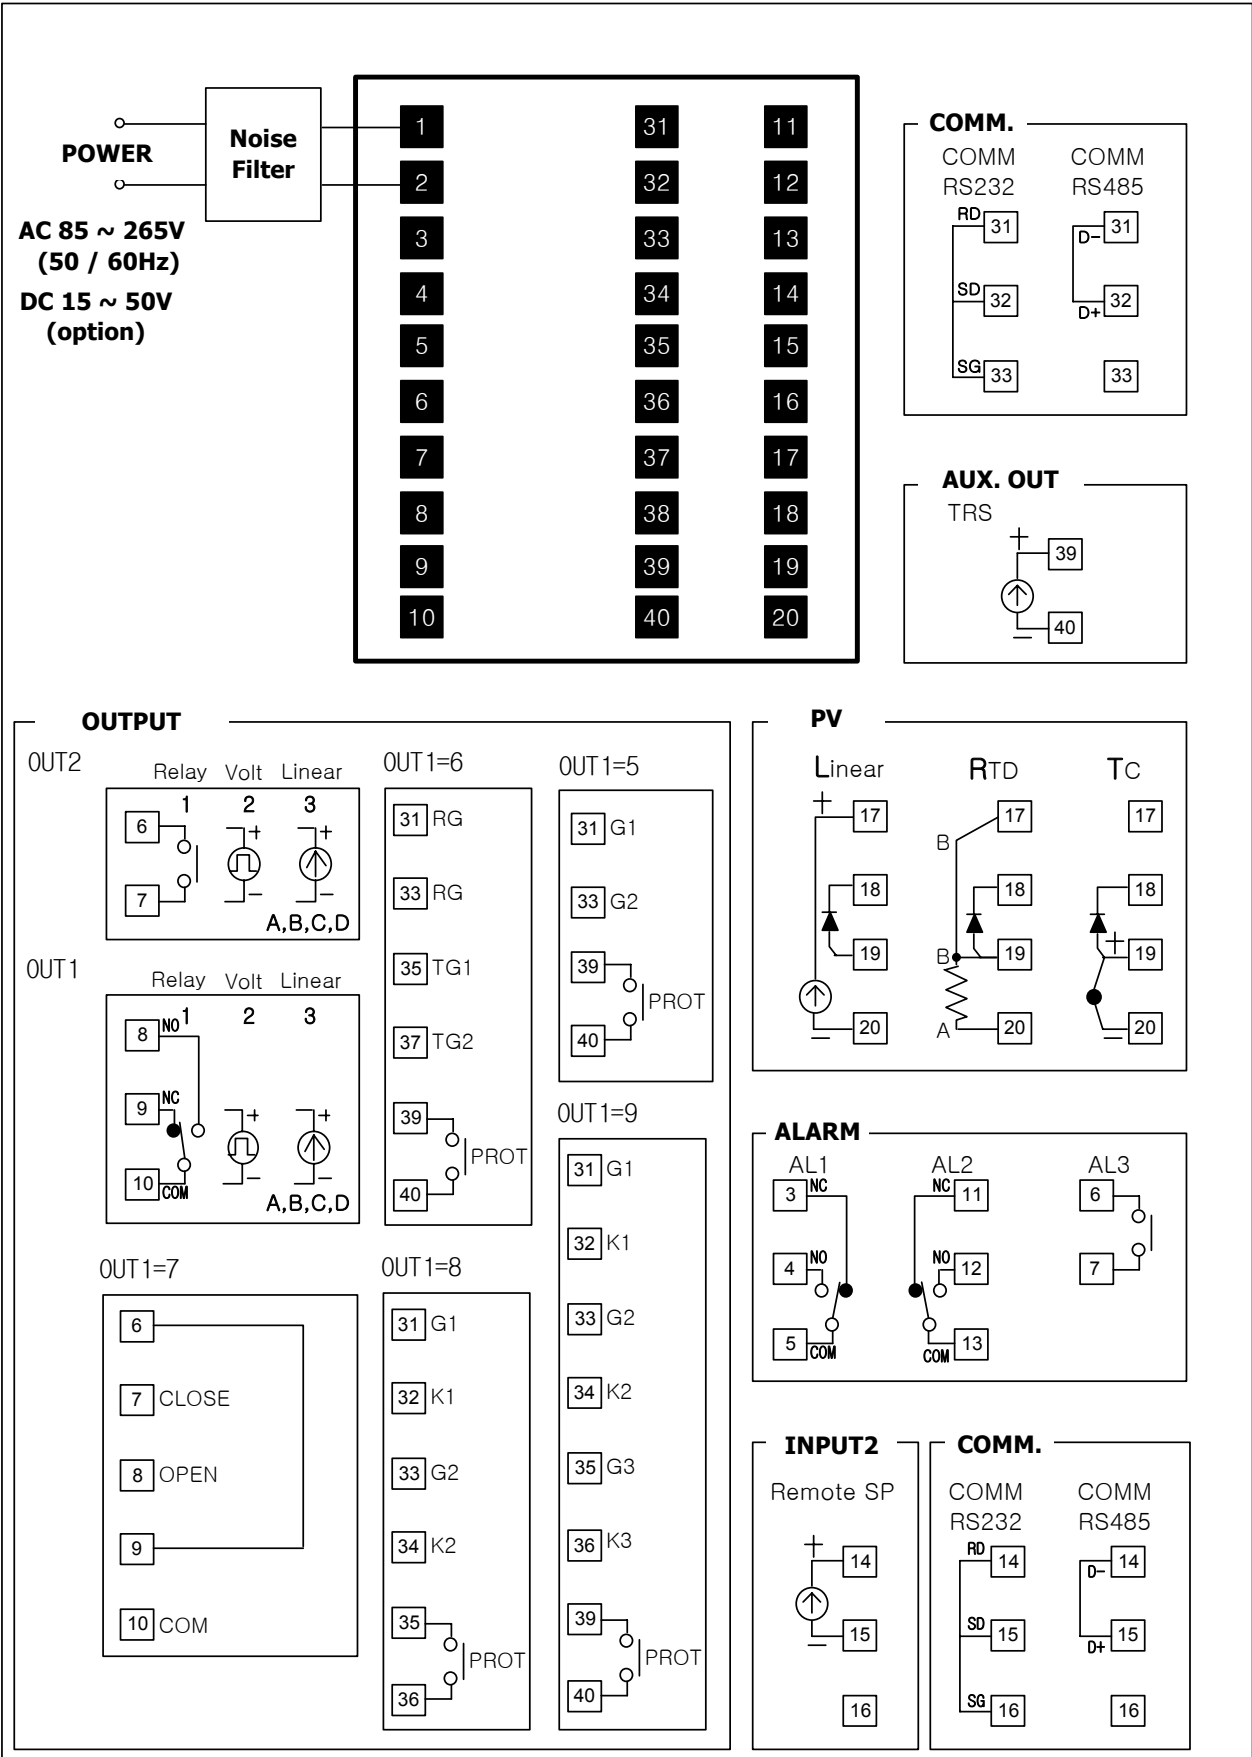 POWER
Noise
Filter
AC 85 ~ 265V
(50 / 60Hz)
DC 15 ~ 50V
(option)
1 31 11
2 32 12
3 33 13
4 34 14
5 35 15
6 36 16
7 37 17
8 38 18
9 39 19
10 40 20
COMM.
COMM COMM
RS232 RS485
RD 31 D- 31
SD 32 D+ 32
SG 33 33
AUX. OUT
TRS
+ 39
- 40
OUTPUT
OUT2
Relay Volt Linear
1 2 3
6 + +
7 - -
A,B,C,D
OUT1
Relay Volt Linear
8 NO 1 2 3
9 NC + +
10 COM - -
A,B,C,D
OUT1=6
31 RG
33 RG
35 TG1
37 TG2
39
PROT
40
OUT1=5
31 G1
33 G2
39
PROT
40
OUT1=7
6
7 CLOSE
8 OPEN
9
10 COM
OUT1=8
31 G1
32 K1
33 G2
34 K2
35
PROT
36
OUT1=9
31 G1
32 K1
33 G2
34 K2
35 G3
36 K3
39
PROT
40
PV
Linear RTD TC
+ 17 B 17 17
18 18 18
19 B 19 + 19
- 20 A 20 - 20
ALARM
AL1 AL2 AL3
3 NC NC 11 6
4 NO NO 12 7
5 COM COM 13
INPUT2
Remote SP
+ 14
- 15
16
COMM.
COMM COMM
RS232 RS485
RD 14 D- 14
SD 15 D+ 15
SG 16 16